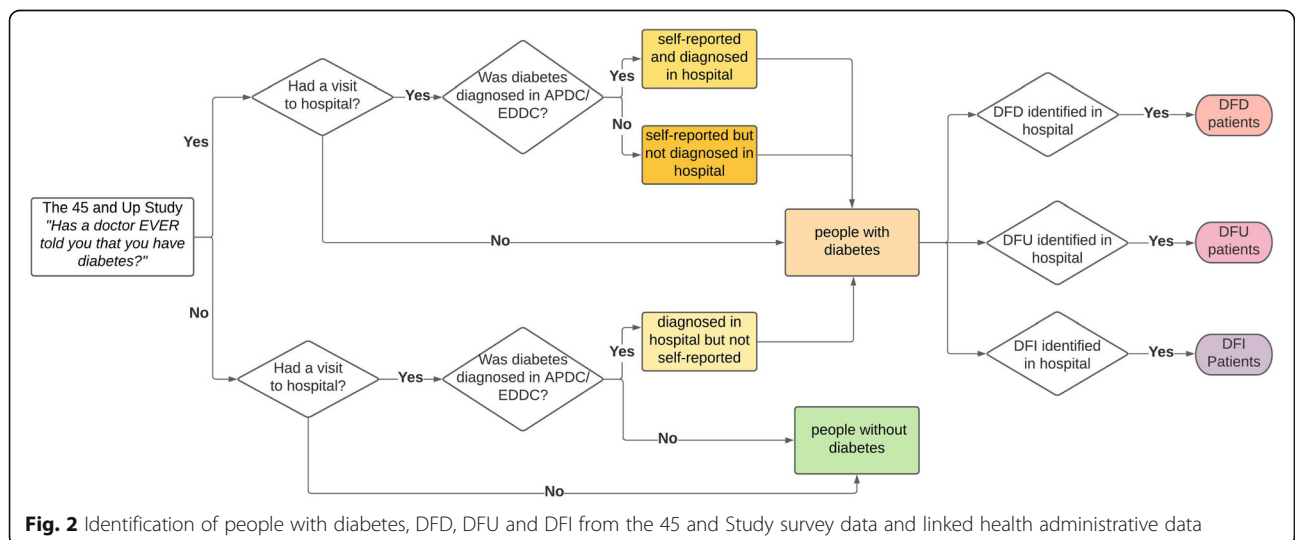 The 45 and Up Study
"Has a doctor EVER
told you that you have
diabetes?"
Yes
No
Had a visit
to hospital?
Yes
No
Was diabetes
diagnosed in APDC/
EDDC?
Yes
No
self-reported
and diagnosed
in hospital
self-reported but
not diagnosed in
hospital
Had a visit
to hospital?
Yes
No
Was diabetes
diagnosed in APDC/
EDDC?
Yes
No
diagnosed in
hospital but not
self-reported
people without
diabetes
people with
diabetes
DFD identified in
hospital
Yes
DFD
patients
DFU identified in
hospital
Yes
DFU
patients
DFI identified
in hospital
Yes
DFI
Patients
Fig. 2 Identification of people with diabetes, DFD, DFU and DFI from the 45 and Study survey data and linked health administrative data